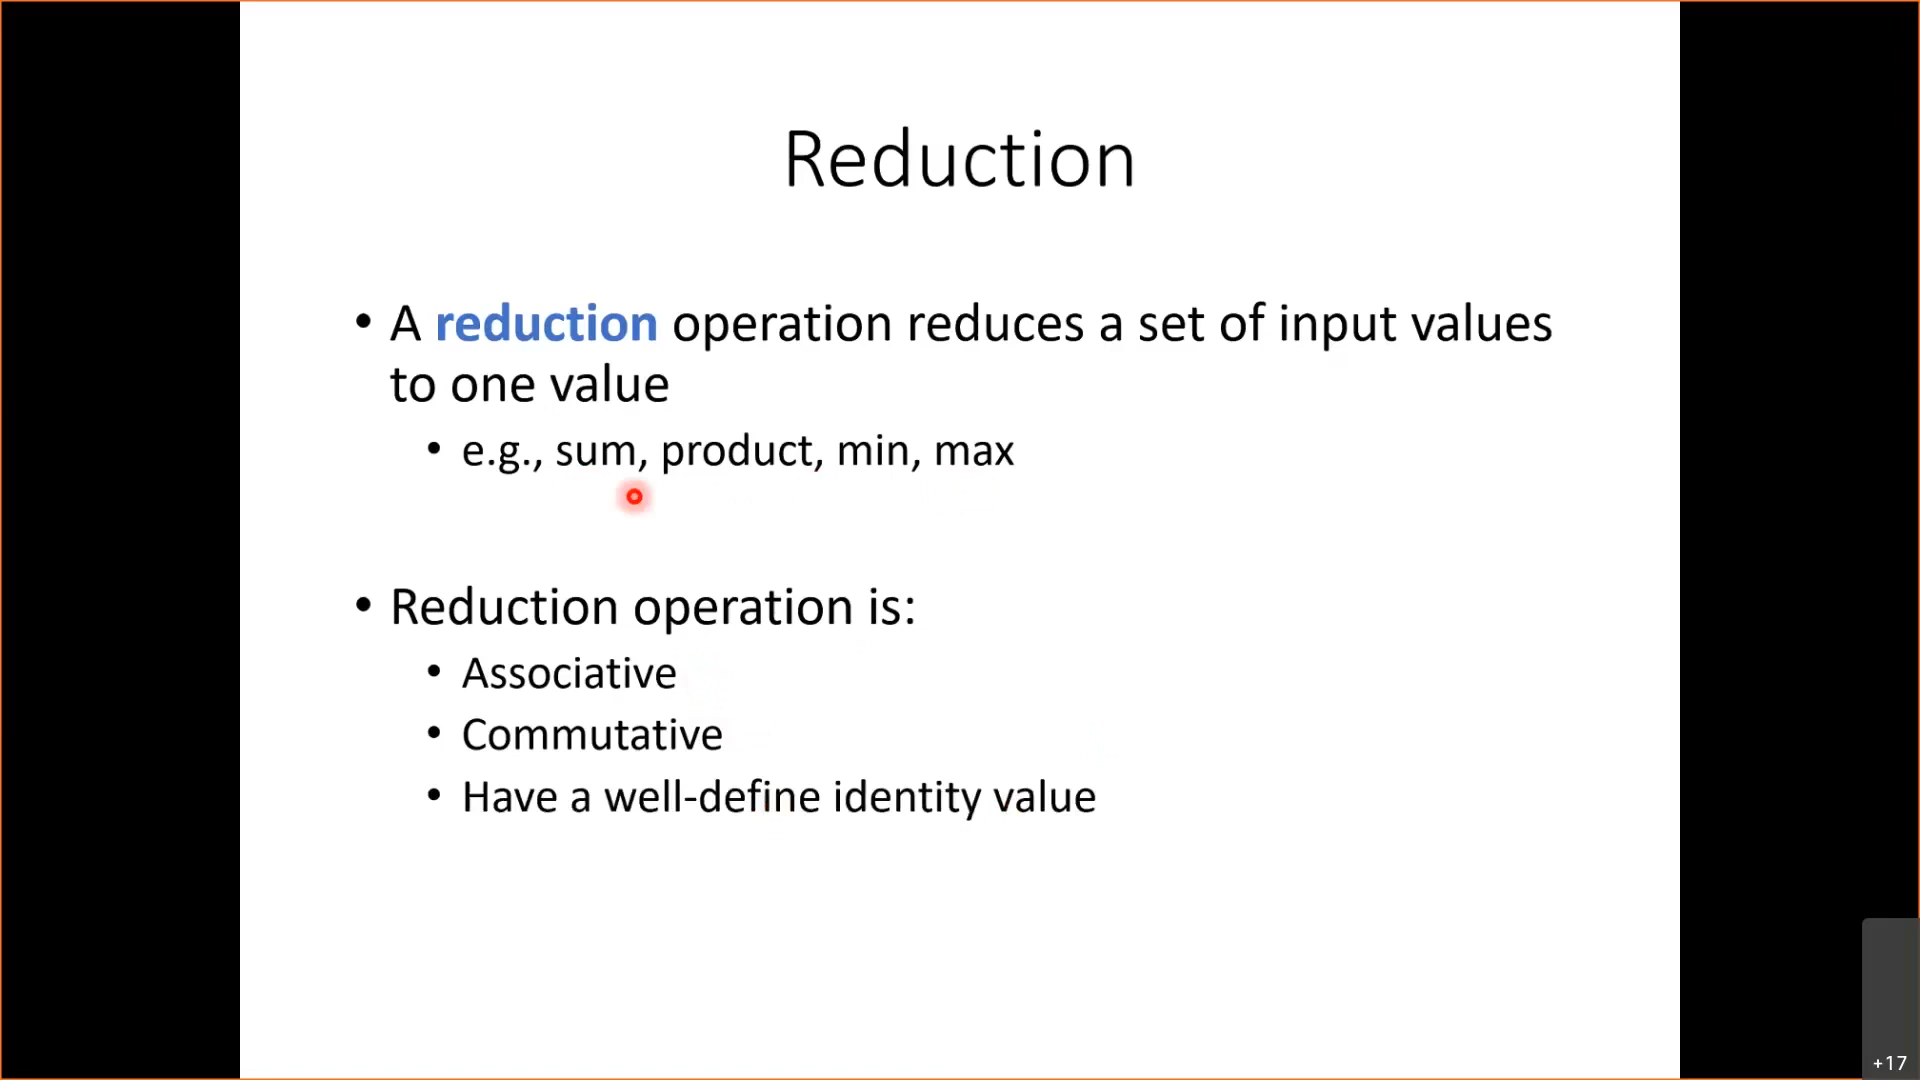 Reduction
• A reduction operation reduces a set of input values
to one value
• e.g., sum, product, min, max
• Reduction operation is:
• Associative
• Commutative
• Have a well-define identity value
+17